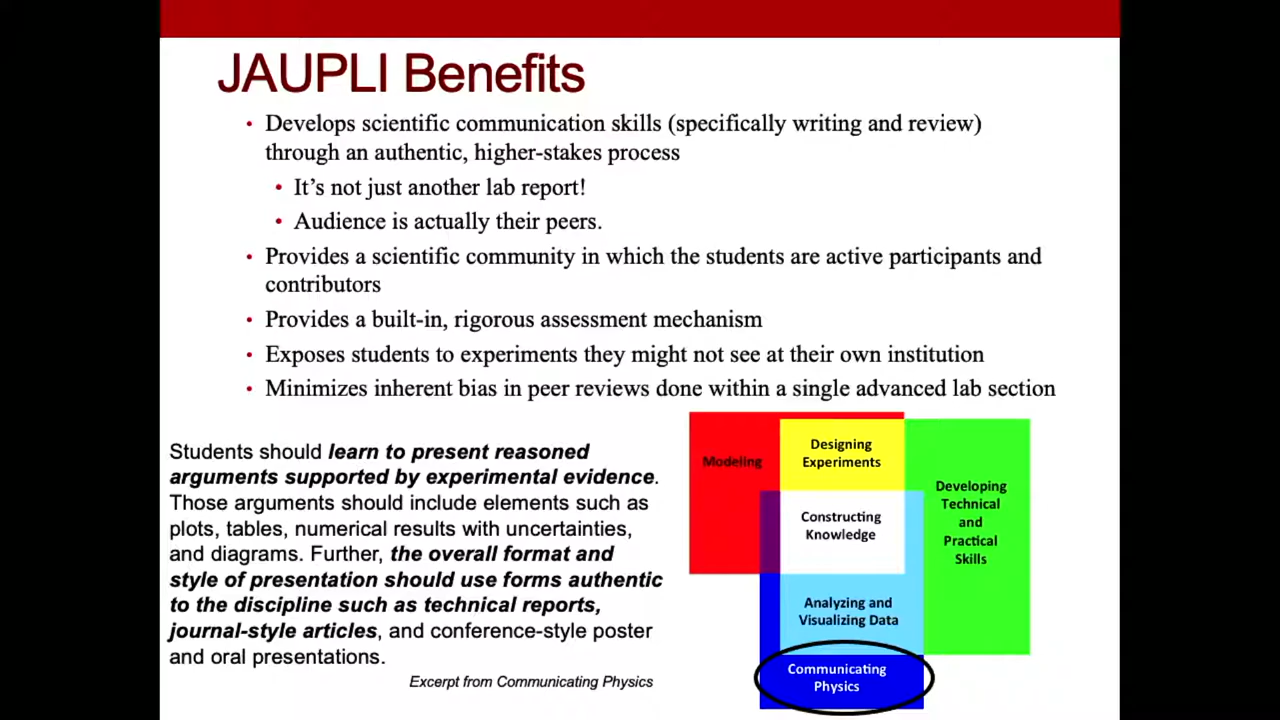 JAUPLI Benefits
• Develops scientific communication skills (specifically writing and review)
through an authentic, higher-stakes process
• It’s not just another lab report!
• Audience is actually their peers.
• Provides a scientific community in which the students are active participants and
contributors
• Provides a built-in, rigorous assessment mechanism
• Exposes students to experiments they might not see at their own institution
• Minimizes inherent bias in peer reviews done within a single advanced lab section
Students should learn to present reasoned
arguments supported by experimental evidence.
Those arguments should include elements such as
plots, tables, numerical results with uncertainties,
and diagrams. Further, the overall format and
style of presentation should use forms authentic
to the discipline such as technical reports,
journal-style articles, and conference-style poster
and oral presentations.
Excerpt from Communicating Physics
Modeling
Designing
Experiments
Constructing
Knowledge
Developing
Technical
and
Practical
Skills
Analyzing and
Visualizing Data
Communicating
Physics